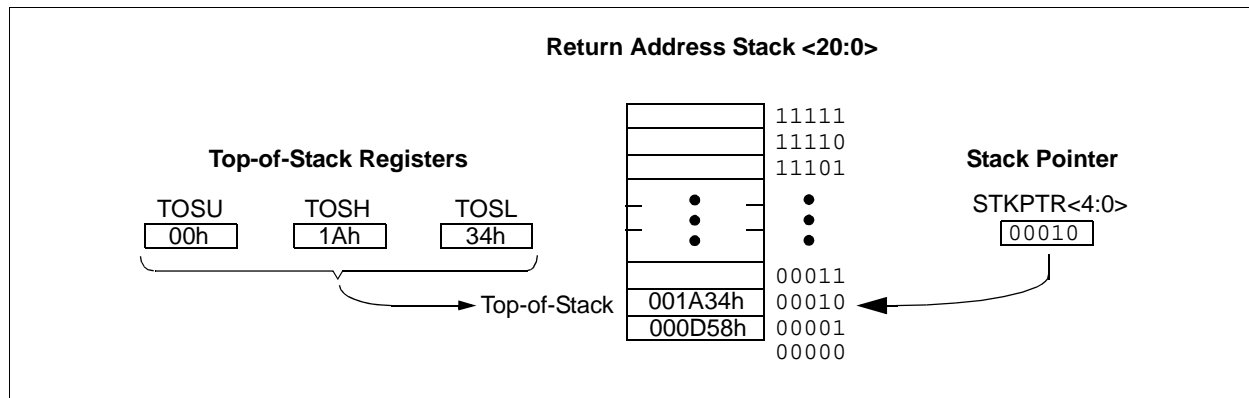 Return Address Stack <20:0>
11111
11110
11101
Top-of-Stack Registers
Stack Pointer
TOSU TOSH TOSL
STKPTR<4:0>
00h 1Ah 34h
00010
00011
Top-of-Stack 001A34h 00010
000D58h 00001
00000